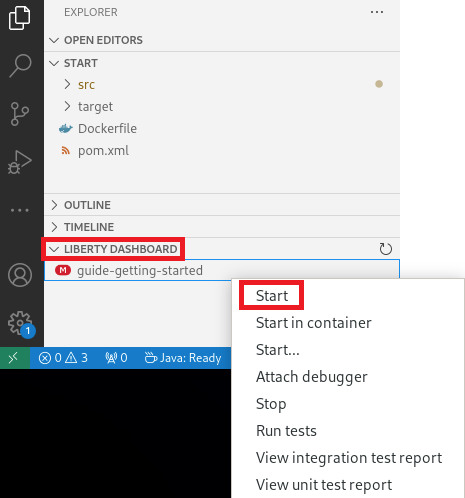 EXPLORER
OPEN EDITORS
START
src
target
Dockerfile
pom.xml
OUTLINE
TIMELINE
LIBERTY DASHBOARD
M guide-getting-started
Start
Start in container
Start...
Attach debugger
Stop
Run tests
View integration test report
View unit test report
1
0 3 0 Java: Ready